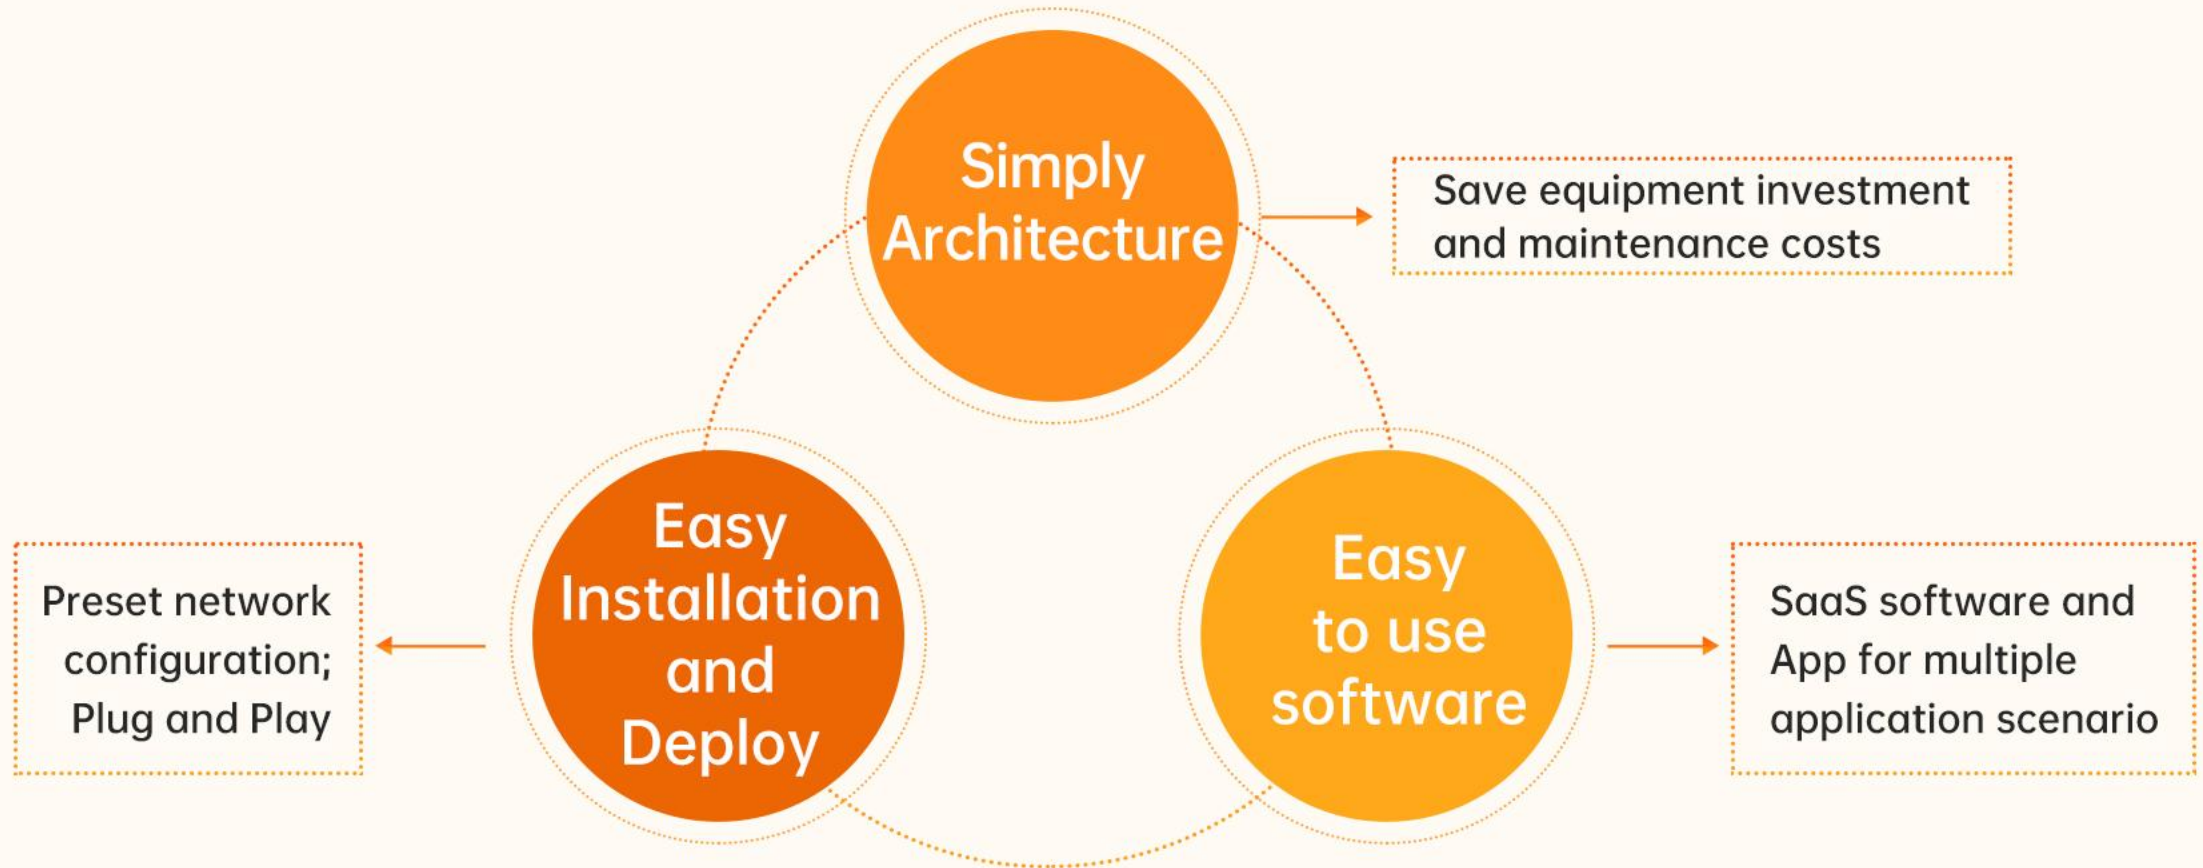 Simply
Architecture
Save equipment investment
and maintenance costs
Easy
Installation
and
Deploy
Preset network
configuration;
Plug and Play
Easy
to use
software
SaaS software and
App for multiple
application scenario